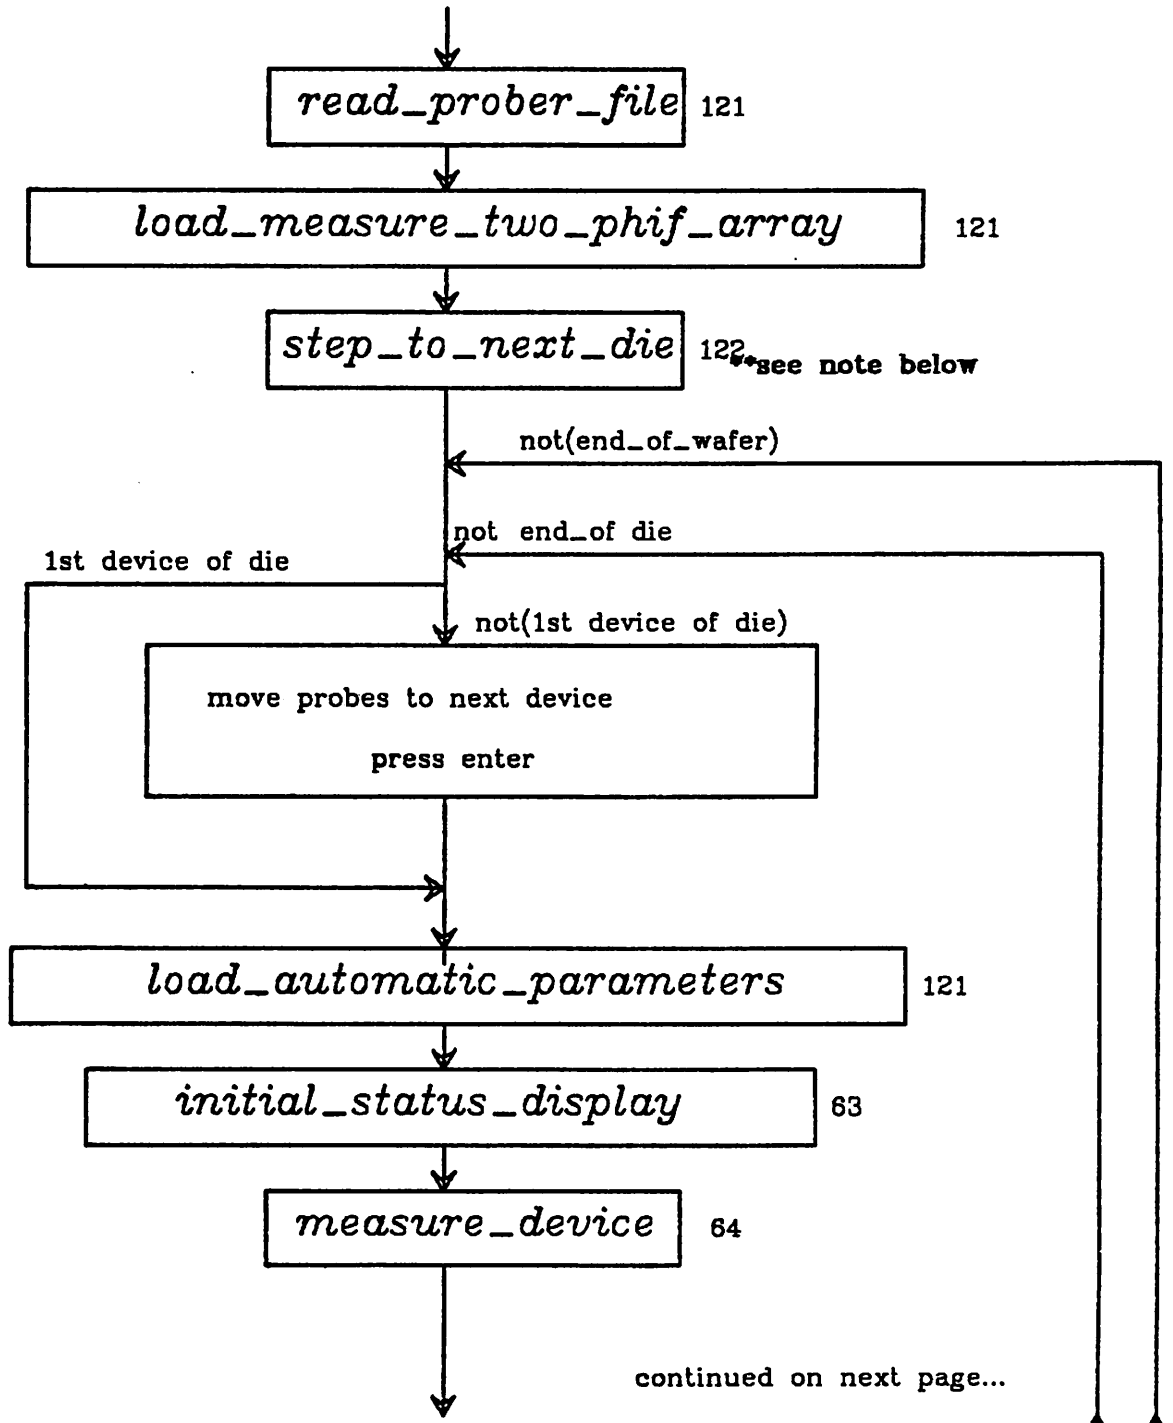 read_prober_file 121
load_measure_two_phif_array 121
step_to_next_die 122
**see note below
not(end_of_wafer)
not end_of die
1st device of die
not(1st device of die)
move probes to next device
press enter
load_automatic_parameters 121
initial_status_display 63
measure_device 64
continued on next page...